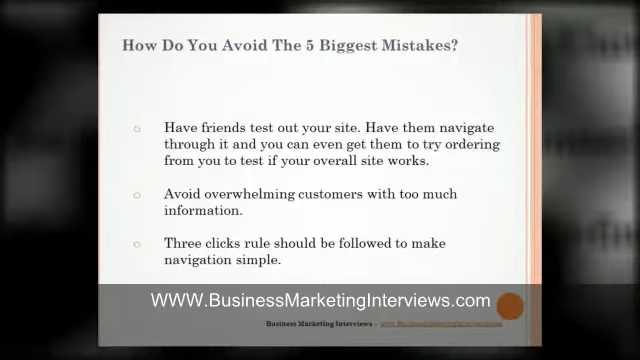 How Do You Avoid The 5 Biggest Mistakes?
Have friends test out your site. Have them navigate
through it and you can even get them to try ordering
from you to test if your overall site works.
Avoid overwhelming customers with too much
information.
Three clicks rule should be followed to make
navigation simple.
WWW.BusinessMarketingInterviews.com
Business Marketing Interviews –